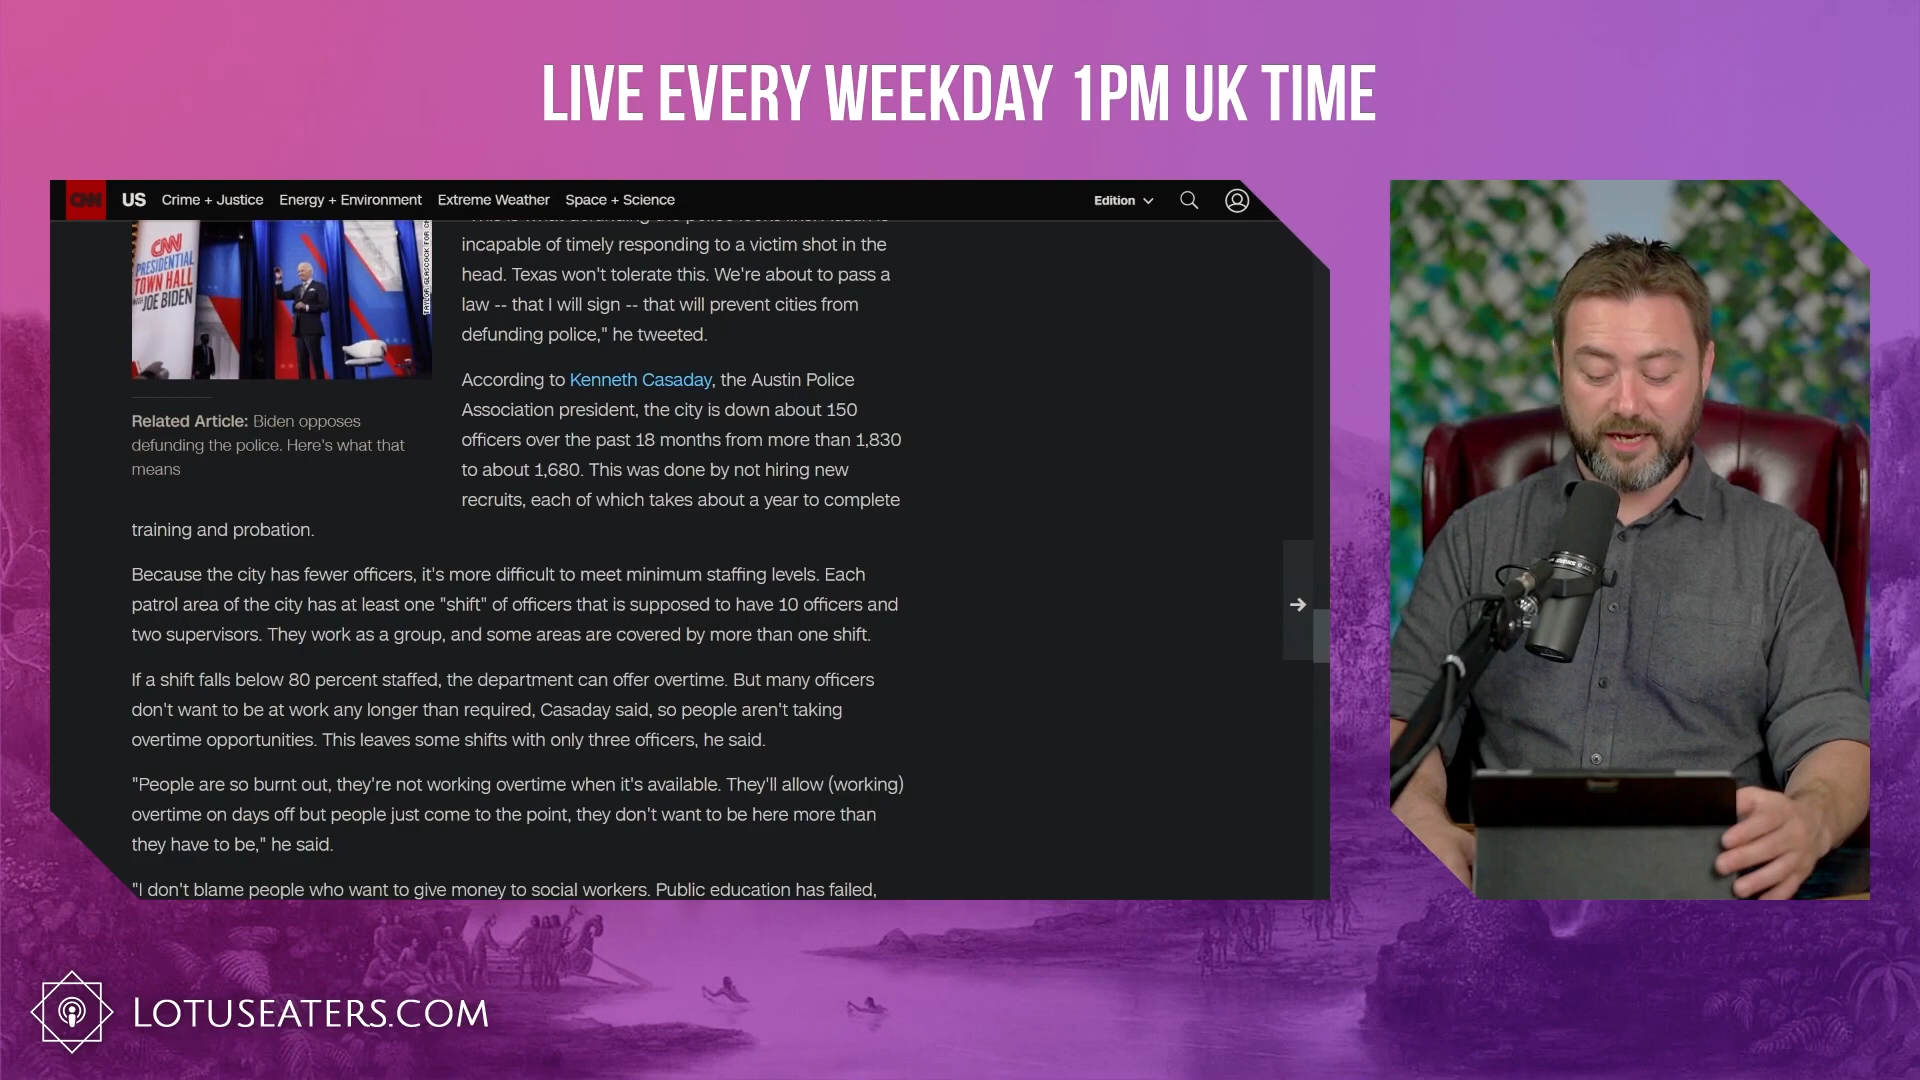 LIVE EVERY WEEKDAY 1PM UK TIME
CNN US Crime + Justice Energy + Environment Extreme Weather Space + Science Edition
CNN
PRESIDENTIAL
TOWN HALL
JOE BIDEN
Related Article: Biden opposes
defunding the police. Here's what that
means
incapable of timely responding to a victim shot in the
head. Texas won't tolerate this. We're about to pass a
law -- that I will sign -- that will prevent cities from
defunding police," he tweeted.
According to Kenneth Casaday, the Austin Police
Association president, the city is down about 150
officers over the past 18 months from more than 1,830
to about 1,680. This was done by not hiring new
recruits, each of which takes about a year to complete
training and probation.
Because the city has fewer officers, it's more difficult to meet minimum staffing levels. Each
patrol area of the city has at least one "shift" of officers that is supposed to have 10 officers and
two supervisors. They work as a group, and some areas are covered by more than one shift.
If a shift falls below 80 percent staffed, the department can offer overtime. But many officers
don't want to be at work any longer than required, Casaday said, so people aren't taking
overtime opportunities. This leaves some shifts with only three officers, he said.
"People are so burnt out, they're not working overtime when it's available. They'll allow (working)
overtime on days off but people just come to the point, they don't want to be here more than
they have to be," he said.
"I don't blame people who want to give money to social workers. Public education has failed,
LOTUSEATERS.COM